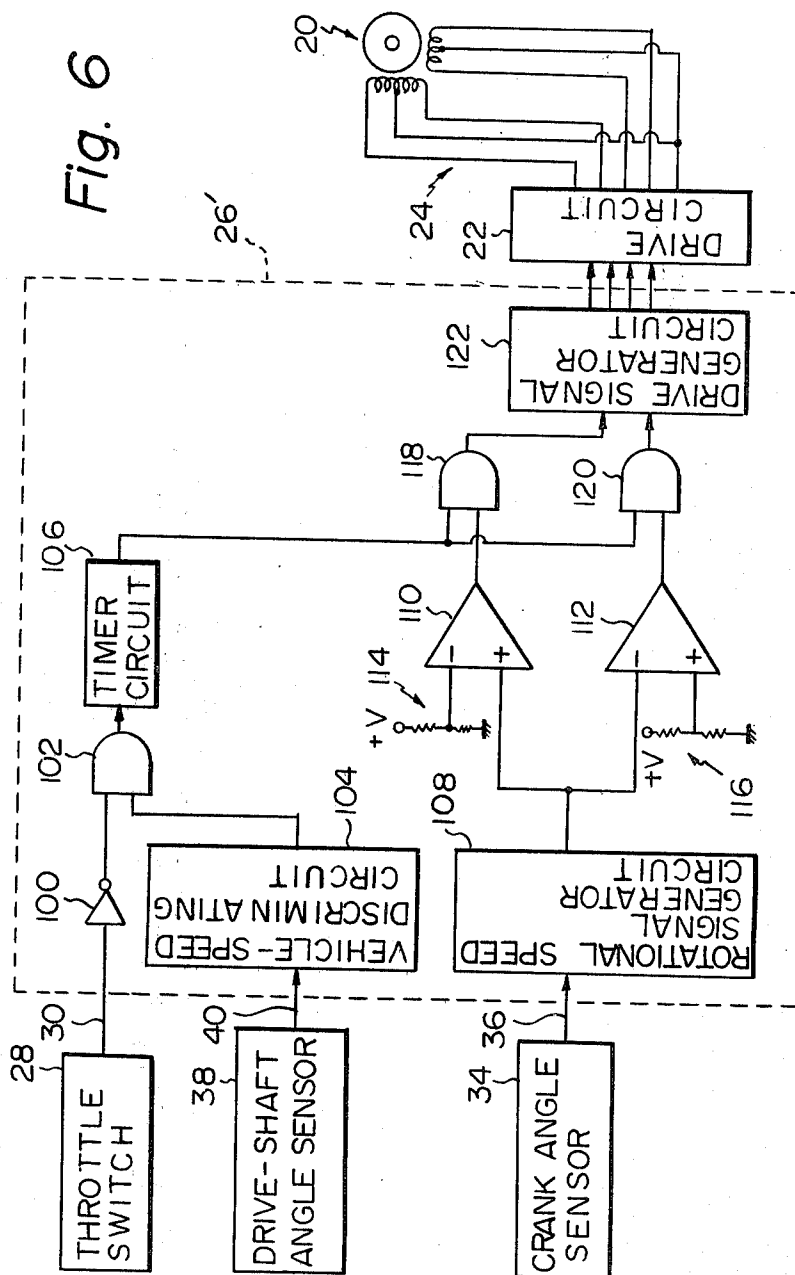 Fig. 6
26'
28
THROTTLE
SWITCH
30
100
102
TIMER
CIRCUIT
106
38
DRIVE-SHAFT
ANGLE SENSOR
40
VEHICLE-SPEED
DISCRIMINATING
CIRCUIT
104
34
CRANK ANGLE
SENSOR
36
ROTATIONAL SPEED
SIGNAL
GENERATOR
CIRCUIT
108
+V
114
−
+
110
+V
116
−
+
112
118
120
DRIVE SIGNAL
GENERATOR
CIRCUIT
122
DRIVE
CIRCUIT
22
24
20